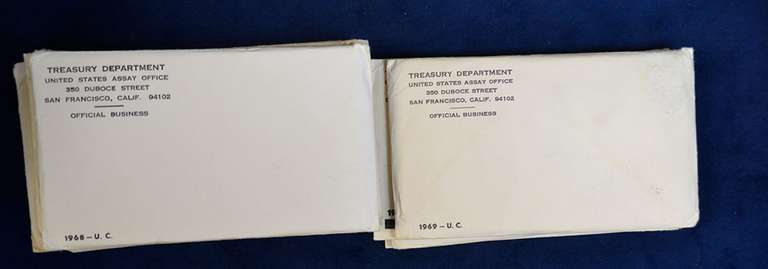 TREASURY DEPARTMENT
UNITED STATES ASSAY OFFICE
350 DUBOCE STREET
SAN FRANCISCO, CALIF. 94102
OFFICIAL BUSINESS
1968 – U. C.
TREASURY DEPARTMENT
UNITED STATES ASSAY OFFICE
350 DUBOCE STREET
SAN FRANCISCO, CALIF. 94102
OFFICIAL BUSINESS
1969 – U. C.